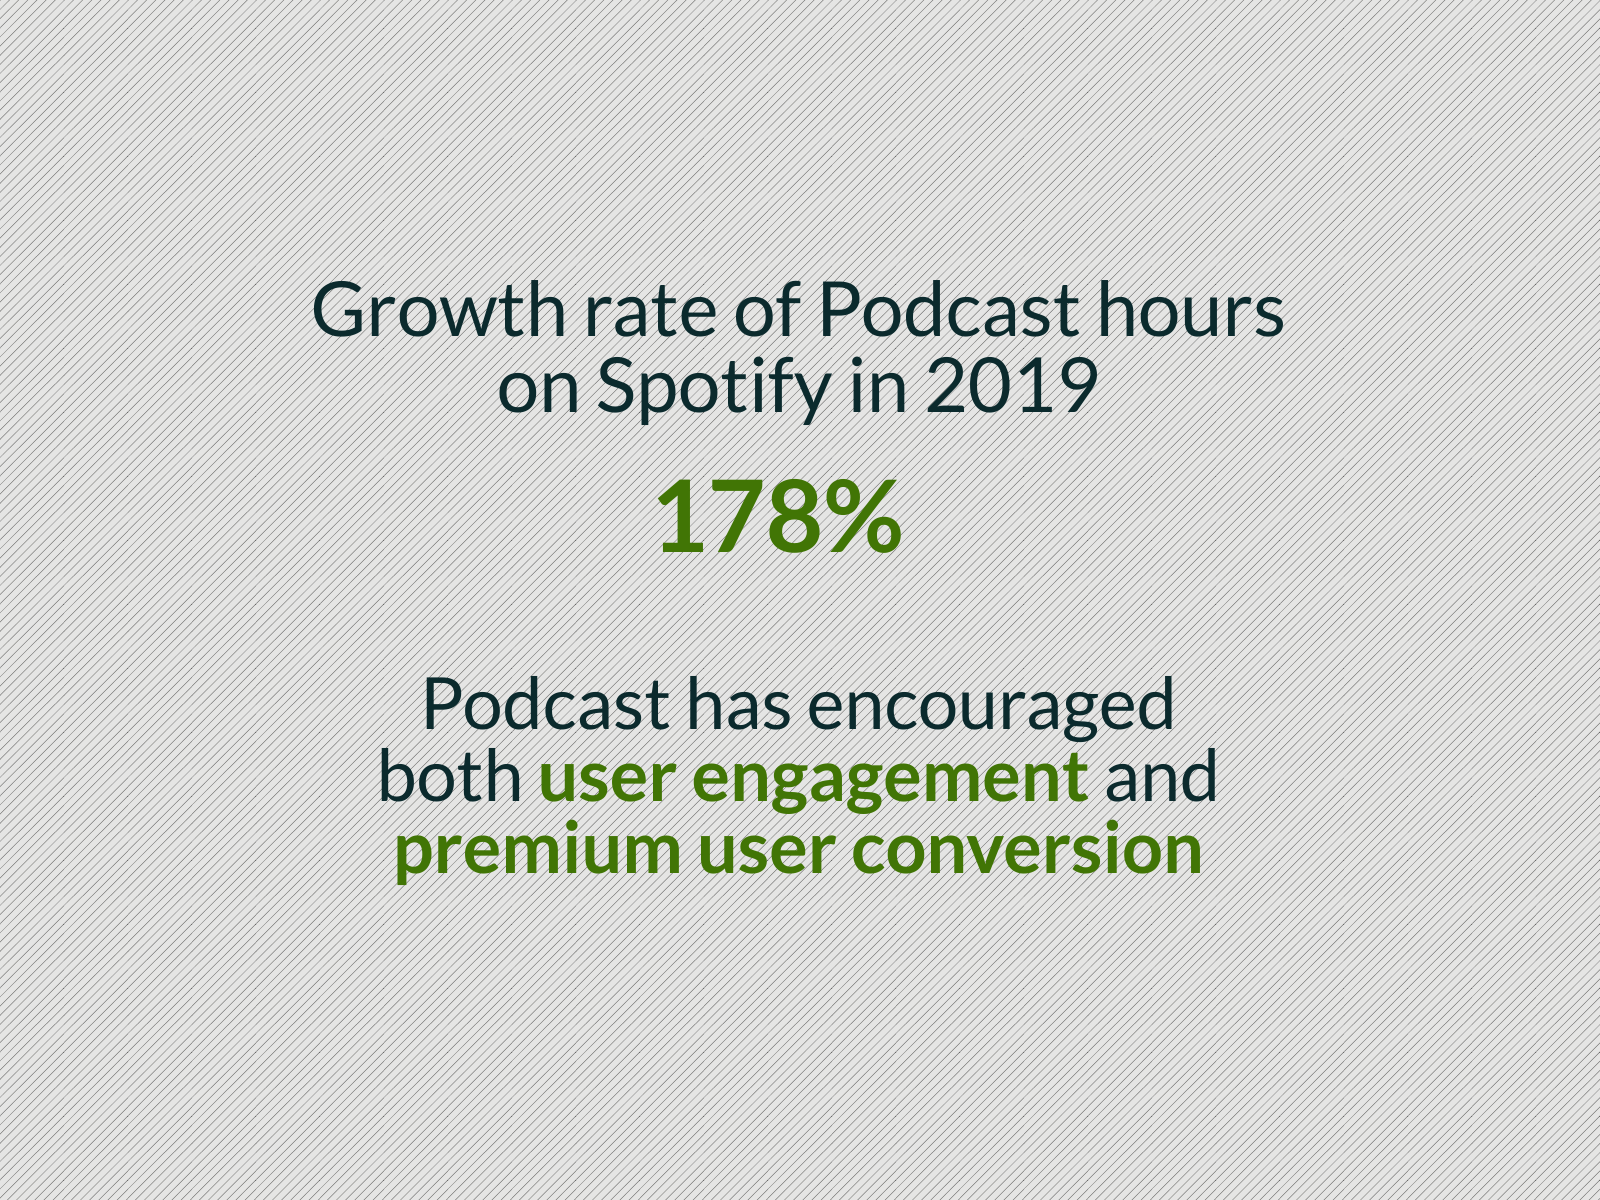 Growth rate of Podcast hours
on Spotify in 2019
178%
Podcast has encouraged
both user engagement and
premium user conversion